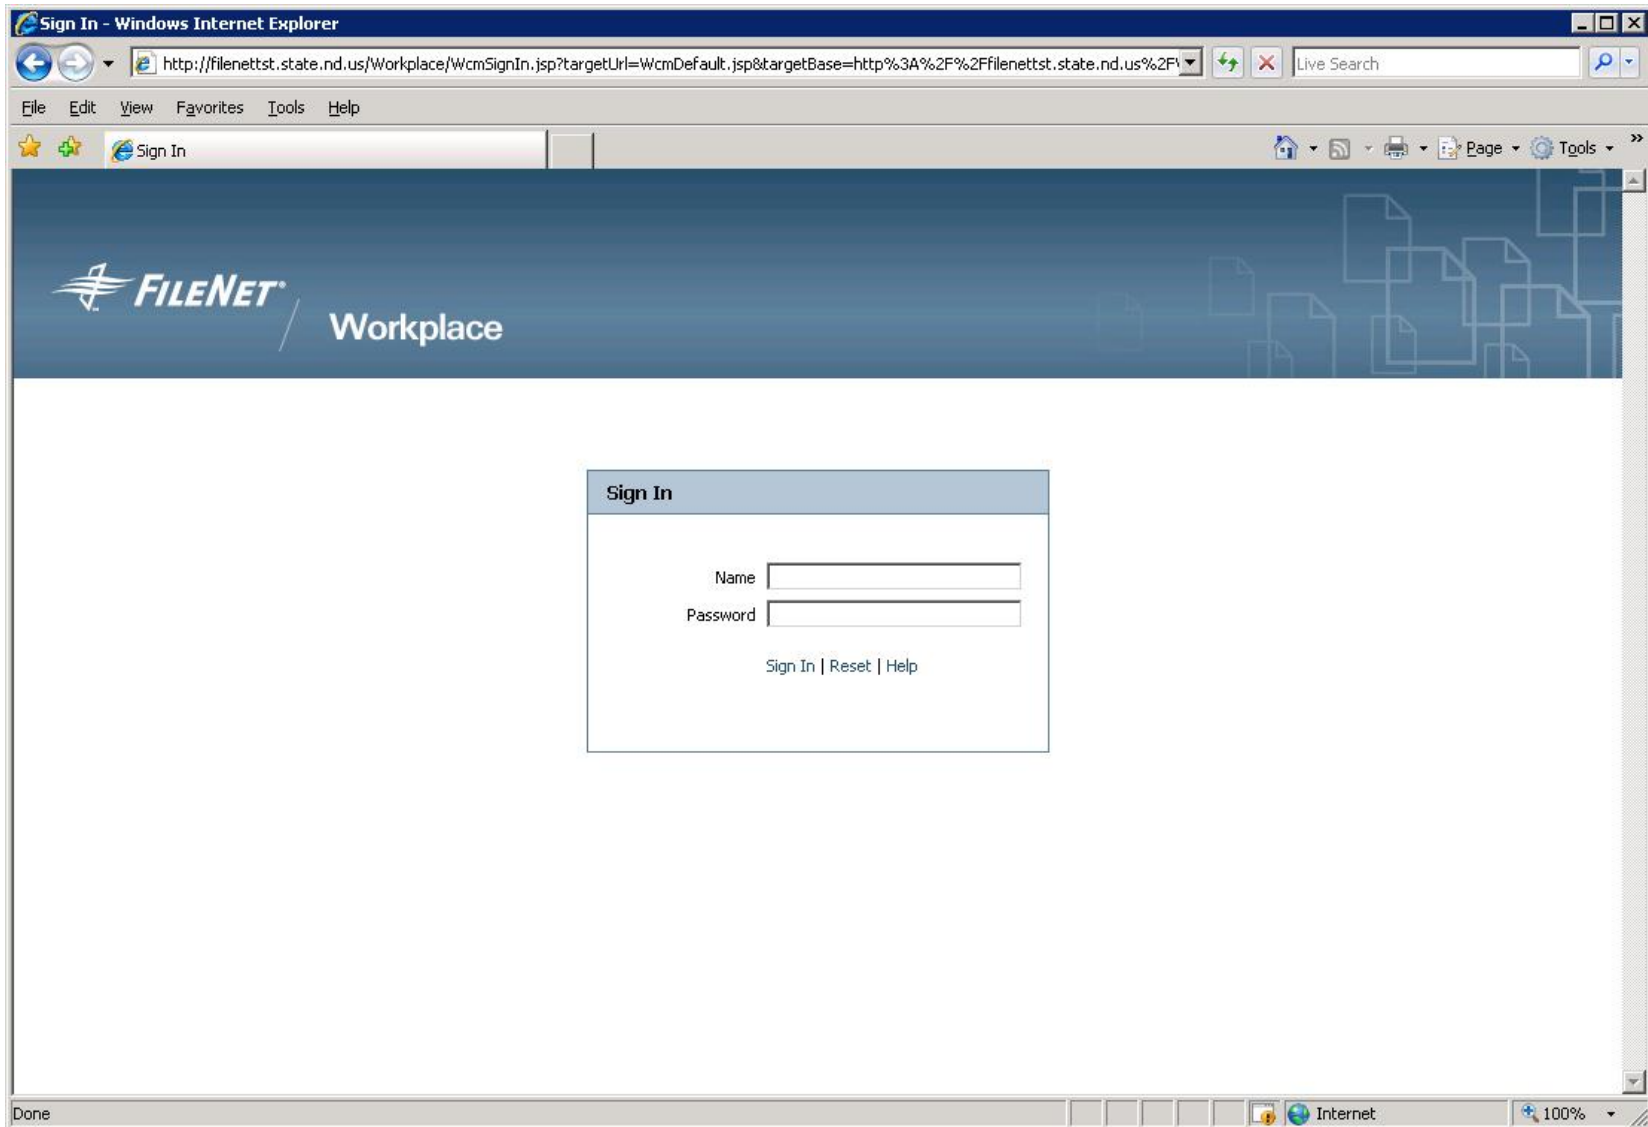 Sign In - Windows Internet Explorer
http://filenettst.state.nd.us/Workplace/WcmSignIn.jsp?targetUrl=WcmDefault.jsp&targetBase=http%3A%2F%2Ffilenettst.state.nd.us%2F\
Live Search
File Edit View Favorites Tools Help
Sign In
Page Tools »
FILENET®
Workplace
Sign In
Name
Password
Sign In | Reset | Help
Done
Internet
100%